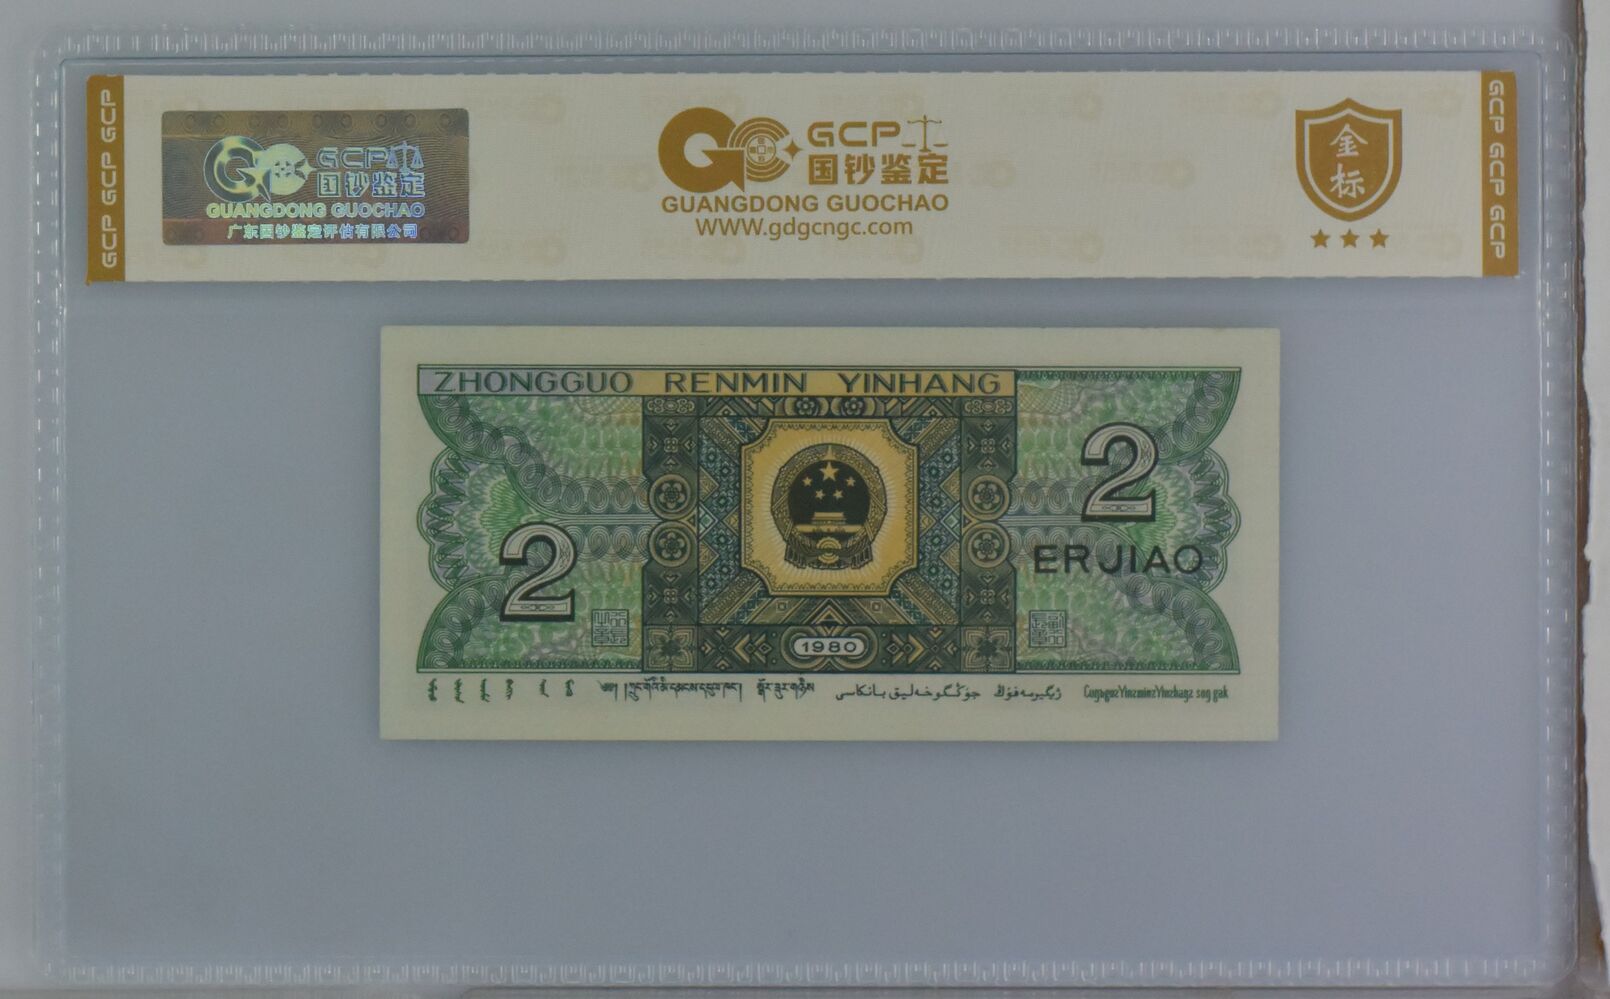 GCP GCP GCP
GCP
国钞鉴定
GUANGDONG GUOCHAO
广东国钞鉴定评估有限公司
GCP
国钞鉴定
GUANGDONG GUOCHAO
WWW.gdgcngc.com
金标
GCP GCP GCP
ZHONGGUO RENMIN YINHANG
2
ERJIAO
2
1980